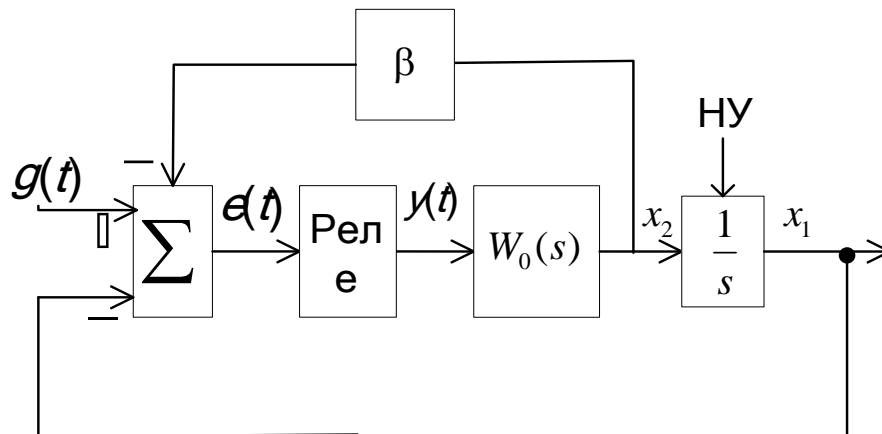 β
НУ
g(t)
−
e(t)
y(t)
x₂
x₁
∑
Рел
е
W₀(s)
1
s
−